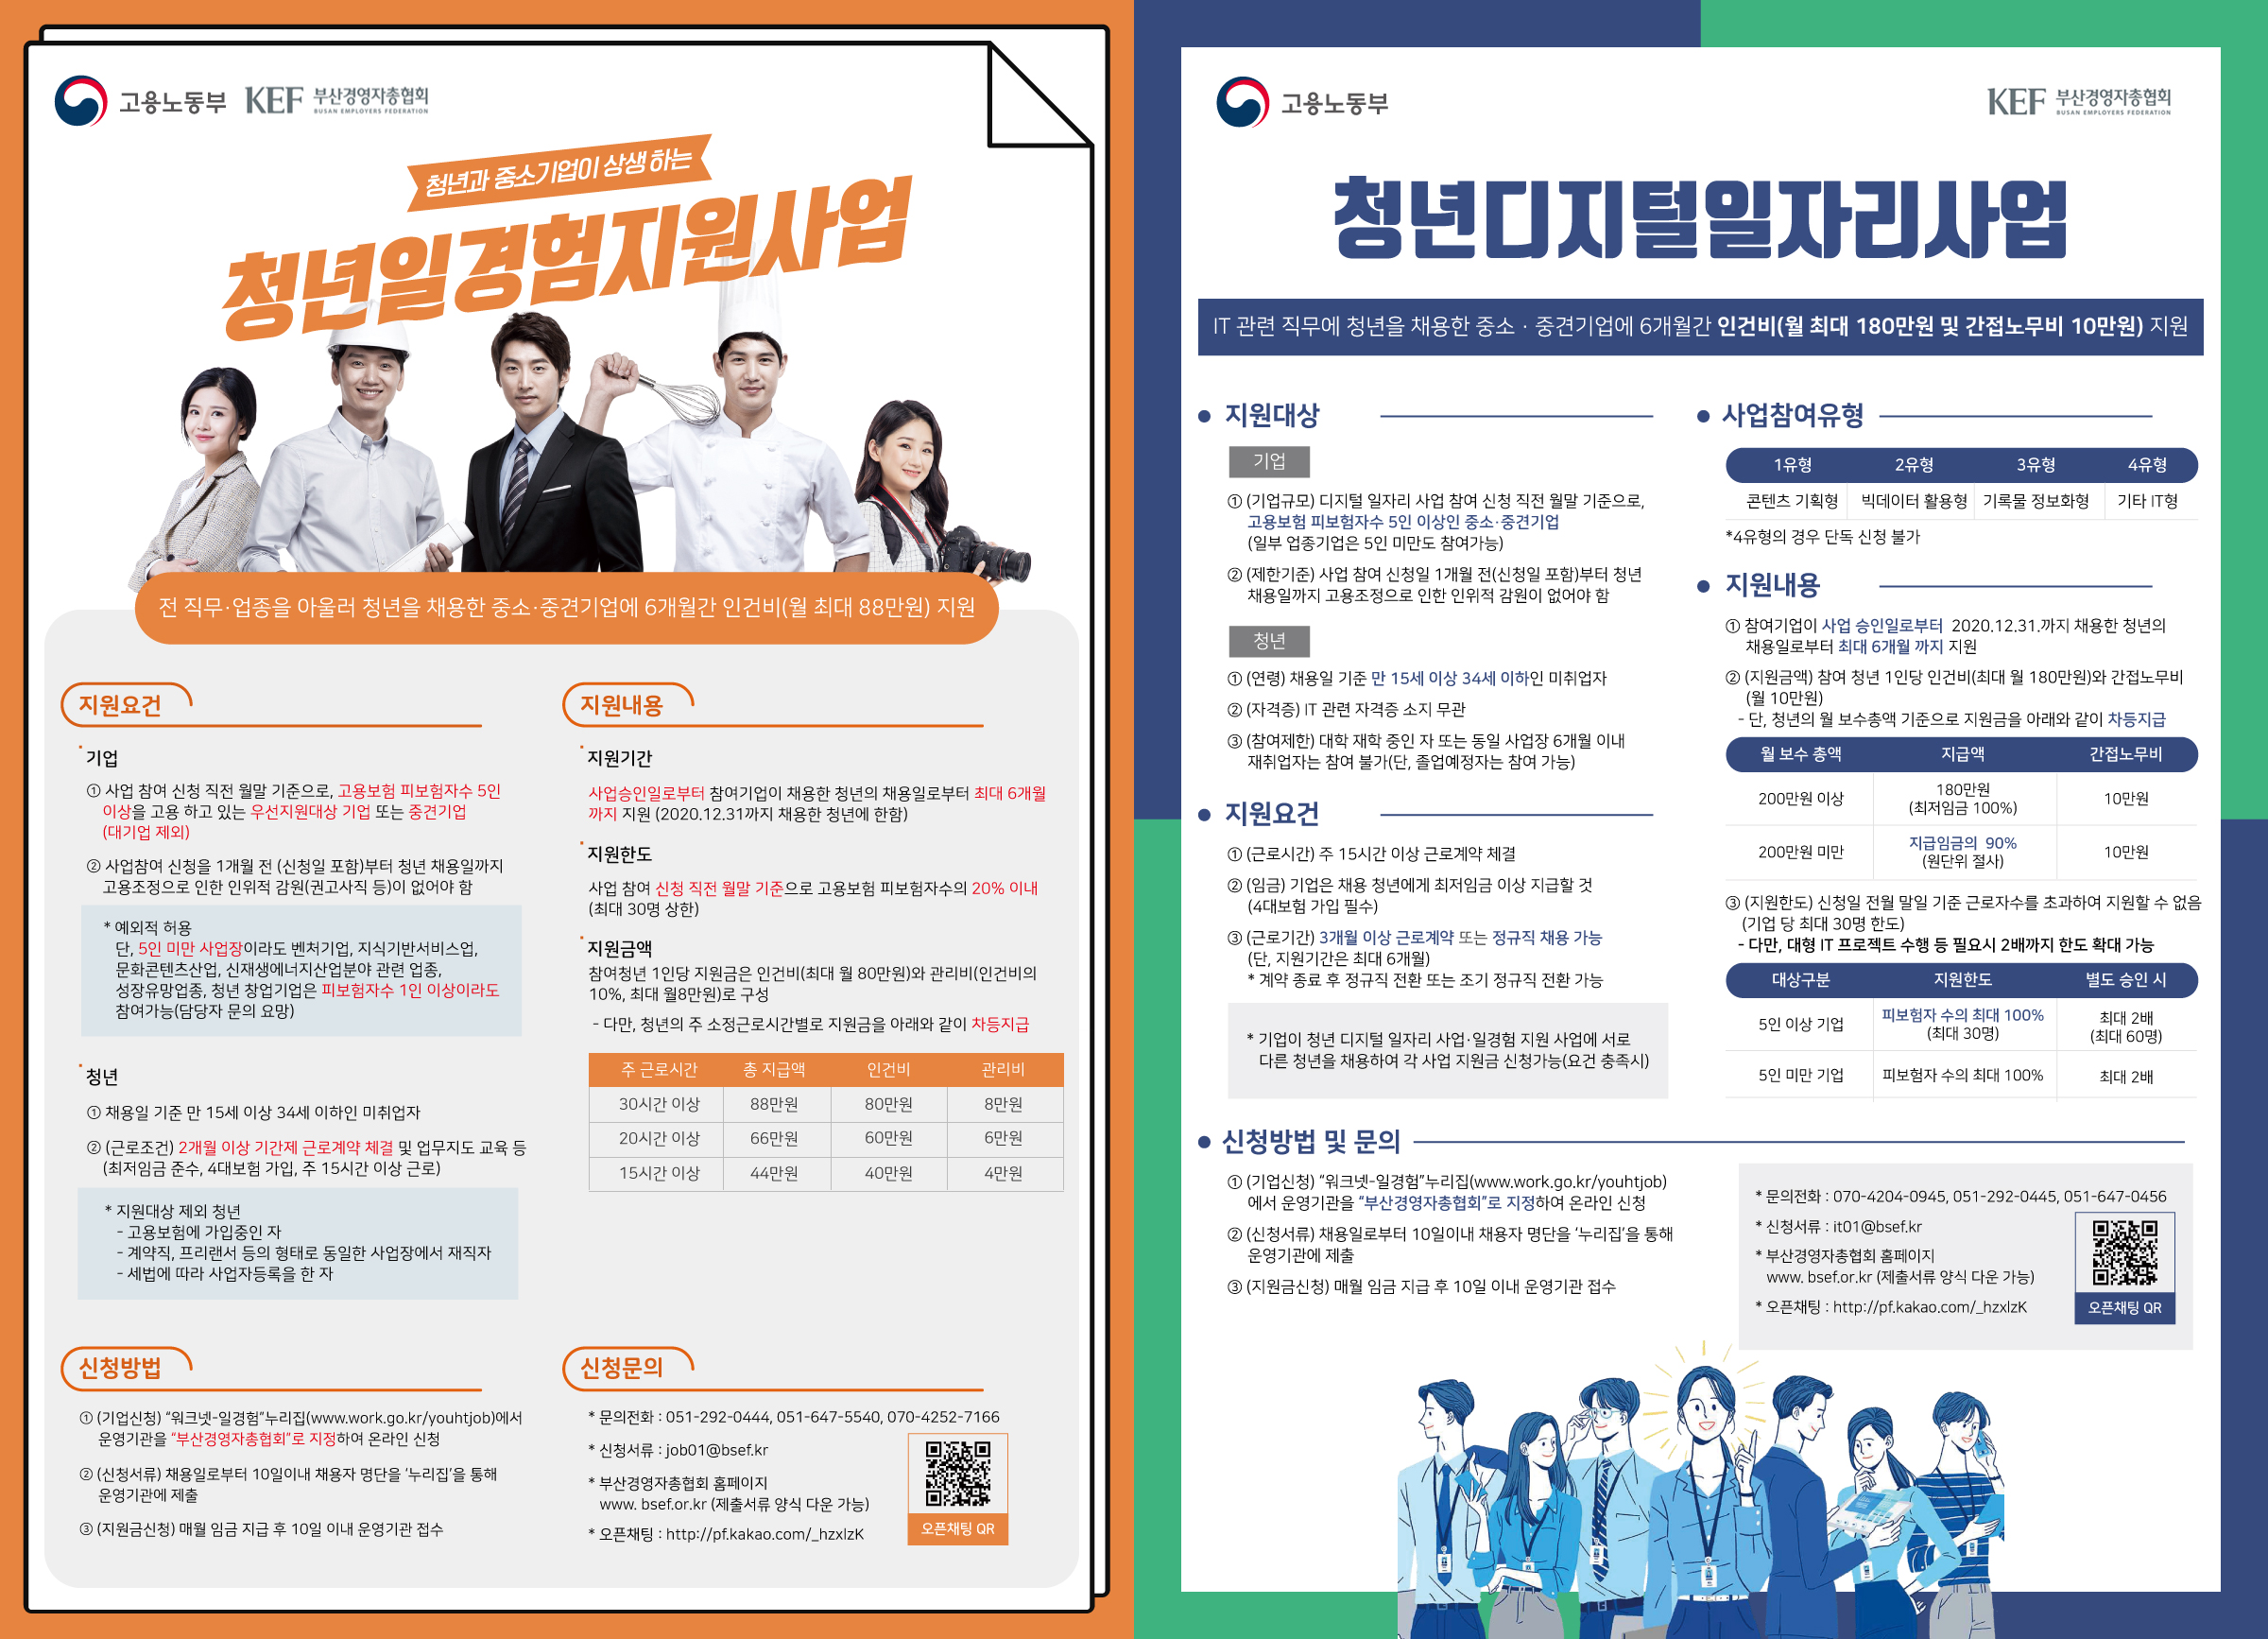 고용노동부 KEF 부산경영자총협회
BUSAN EMPLOYERS FEDERATION
청년과 중소기업이 상생 하는
청년일경험지원사업
전 직무·업종을 아울러 청년을 채용한 중소·중견기업에 6개월간 인건비(월 최대 88만원) 지원
지원요건
기업
① 사업 참여 신청 직전 월말 기준으로, 고용보험 피보험자수 5인
이상을 고용 하고 있는 우선지원대상 기업 또는 중견기업
(대기업 제외)
② 사업참여 신청을 1개월 전 (신청일 포함)부터 청년 채용일까지
고용조정으로 인한 인위적 감원(권고사직 등)이 없어야 함
* 예외적 허용
단, 5인 미만 사업장이라도 벤처기업, 지식기반서비스업,
문화콘텐츠산업, 신재생에너지산업분야 관련 업종,
성장유망업종, 청년 창업기업은 피보험자수 1인 이상이라도
참여가능(담당자 문의 요망)
청년
① 채용일 기준 만 15세 이상 34세 이하인 미취업자
② (근로조건) 2개월 이상 기간제 근로계약 체결 및 업무지도 교육 등
(최저임금 준수, 4대보험 가입, 주 15시간 이상 근로)
* 지원대상 제외 청년
- 고용보험에 가입중인 자
- 계약직, 프리랜서 등의 형태로 동일한 사업장에서 재직자
- 세법에 따라 사업자등록을 한 자
지원내용
지원기간
사업승인일로부터 참여기업이 채용한 청년의 채용일로부터 최대 6개월
까지 지원 (2020.12.31까지 채용한 청년에 한함)
지원한도
사업 참여 신청 직전 월말 기준으로 고용보험 피보험자수의 20% 이내
(최대 30명 상한)
지원금액
참여청년 1인당 지원금은 인건비(최대 월 80만원)와 관리비(인건비의
10%, 최대 월8만원)로 구성
- 다만, 청년의 주 소정근로시간별로 지원금을 아래와 같이 차등지급
주 근로시간 총 지급액 인건비 관리비
30시간 이상 88만원 80만원 8만원
20시간 이상 66만원 60만원 6만원
15시간 이상 44만원 40만원 4만원
신청방법
① (기업신청) “워크넷-일경험”누리집(www.work.go.kr/youhtjob)에서
운영기관을 “부산경영자총협회”로 지정하여 온라인 신청
② (신청서류) 채용일로부터 10일이내 채용자 명단을 ‘누리집’을 통해
운영기관에 제출
③ (지원금신청) 매월 임금 지급 후 10일 이내 운영기관 접수
신청문의
* 문의전화 : 051-292-0444, 051-647-5540, 070-4252-7166
* 신청서류 : job01@bsef.kr
* 부산경영자총협회 홈페이지
www. bsef.or.kr (제출서류 양식 다운 가능)
* 오픈채팅 : http://pf.kakao.com/_hzxlzK
오픈채팅 QR
고용노동부
KEF 부산경영자총협회
BUSAN EMPLOYERS FEDERATION
청년디지털일자리사업
IT 관련 직무에 청년을 채용한 중소 · 중견기업에 6개월간 인건비(월 최대 180만원 및 간접노무비 10만원) 지원
지원대상
기업
① (기업규모) 디지털 일자리 사업 참여 신청 직전 월말 기준으로,
고용보험 피보험자수 5인 이상인 중소·중견기업
(일부 업종기업은 5인 미만도 참여가능)
② (제한기준) 사업 참여 신청일 1개월 전(신청일 포함)부터 청년
채용일까지 고용조정으로 인한 인위적 감원이 없어야 함
청년
① (연령) 채용일 기준 만 15세 이상 34세 이하인 미취업자
② (자격증) IT 관련 자격증 소지 무관
③ (참여제한) 대학 재학 중인 자 또는 동일 사업장 6개월 이내
재취업자는 참여 불가(단, 졸업예정자는 참여 가능)
지원요건
① (근로시간) 주 15시간 이상 근로계약 체결
② (임금) 기업은 채용 청년에게 최저임금 이상 지급할 것
(4대보험 가입 필수)
③ (근로기간) 3개월 이상 근로계약 또는 정규직 채용 가능
(단, 지원기간은 최대 6개월)
* 계약 종료 후 정규직 전환 또는 조기 정규직 전환 가능
* 기업이 청년 디지털 일자리 사업·일경험 지원 사업에 서로
다른 청년을 채용하여 각 사업 지원금 신청가능(요건 충족시)
사업참여유형
1유형 2유형 3유형 4유형
콘텐츠 기획형 빅데이터 활용형 기록물 정보화형 기타 IT형
*4유형의 경우 단독 신청 불가
지원내용
① 참여기업이 사업 승인일로부터 2020.12.31.까지 채용한 청년의
채용일로부터 최대 6개월 까지 지원
② (지원금액) 참여 청년 1인당 인건비(최대 월 180만원)와 간접노무비
(월 10만원)
- 단, 청년의 월 보수총액 기준으로 지원금을 아래와 같이 차등지급
월 보수 총액 지급액 간접노무비
200만원 이상 180만원 (최저임금 100%) 10만원
200만원 미만 지급임금의 90% (원단위 절사) 10만원
③ (지원한도) 신청일 전월 말일 기준 근로자수를 초과하여 지원할 수 없음
(기업 당 최대 30명 한도)
- 다만, 대형 IT 프로젝트 수행 등 필요시 2배까지 한도 확대 가능
대상구분 지원한도 별도 승인 시
5인 이상 기업 피보험자 수의 최대 100% (최대 30명) 최대 2배 (최대 60명)
5인 미만 기업 피보험자 수의 최대 100% 최대 2배
신청방법 및 문의
① (기업신청) “워크넷-일경험”누리집(www.work.go.kr/youhtjob)
에서 운영기관을 “부산경영자총협회”로 지정하여 온라인 신청
② (신청서류) 채용일로부터 10일이내 채용자 명단을 ‘누리집’을 통해
운영기관에 제출
③ (지원금신청) 매월 임금 지급 후 10일 이내 운영기관 접수
* 문의전화 : 070-4204-0945, 051-292-0445, 051-647-0456
* 신청서류 : it01@bsef.kr
* 부산경영자총협회 홈페이지
www. bsef.or.kr (제출서류 양식 다운 가능)
* 오픈채팅 : http://pf.kakao.com/_hzxlzK
오픈채팅 QR